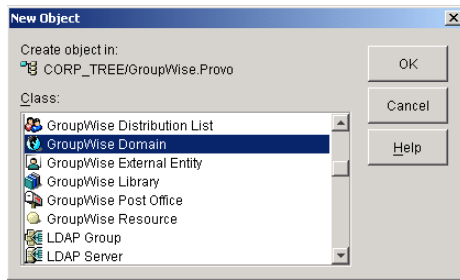 New Object
Create object in:
CORP_TREE/GroupWise.Provo
Class:
GroupWise Distribution List
GroupWise Domain
GroupWise External Entity
GroupWise Library
GroupWise Post Office
GroupWise Resource
LDAP Group
LDAP Server
OK
Cancel
Help